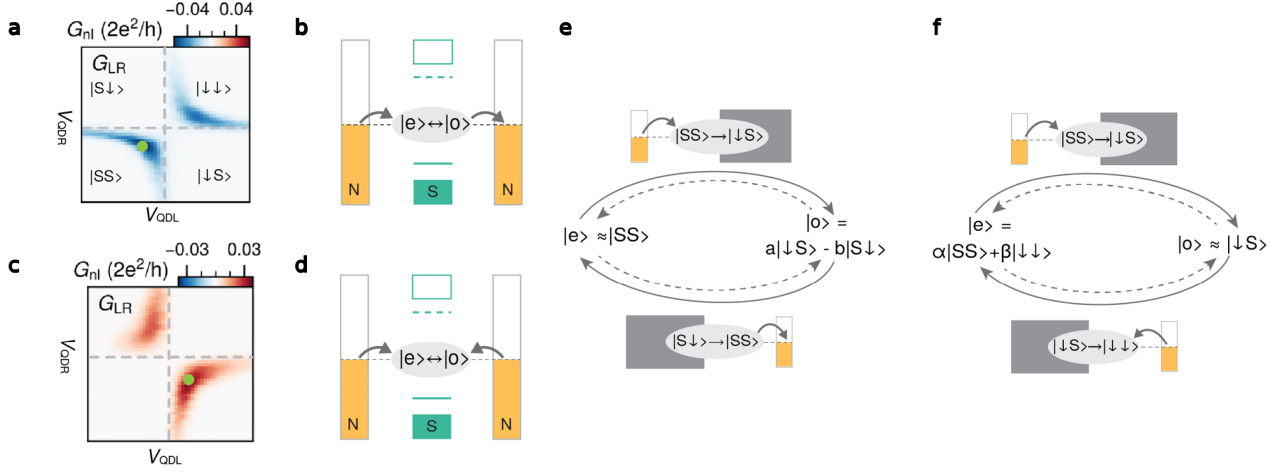 a
−0.04 0.04
G_nl (2e²/h)
G_LR
|S↓>
|↓↓>
|SS>
|↓S>
V_QDR
V_QDL
b
|e>↔|o>
N
S
N
c
−0.03 0.03
G_nl (2e²/h)
G_LR
V_QDR
V_QDL
d
|e>↔|o>
N
S
N
e
|SS>→|↓S>
|e> ≈|SS>
|o> =
a|↓S> - b|S↓>
|S↓>→|SS>
f
|SS>→|↓S>
|e> =
α|SS>+β|↓↓>
|o> ≈ |↓S>
|↓S>→|↓↓>